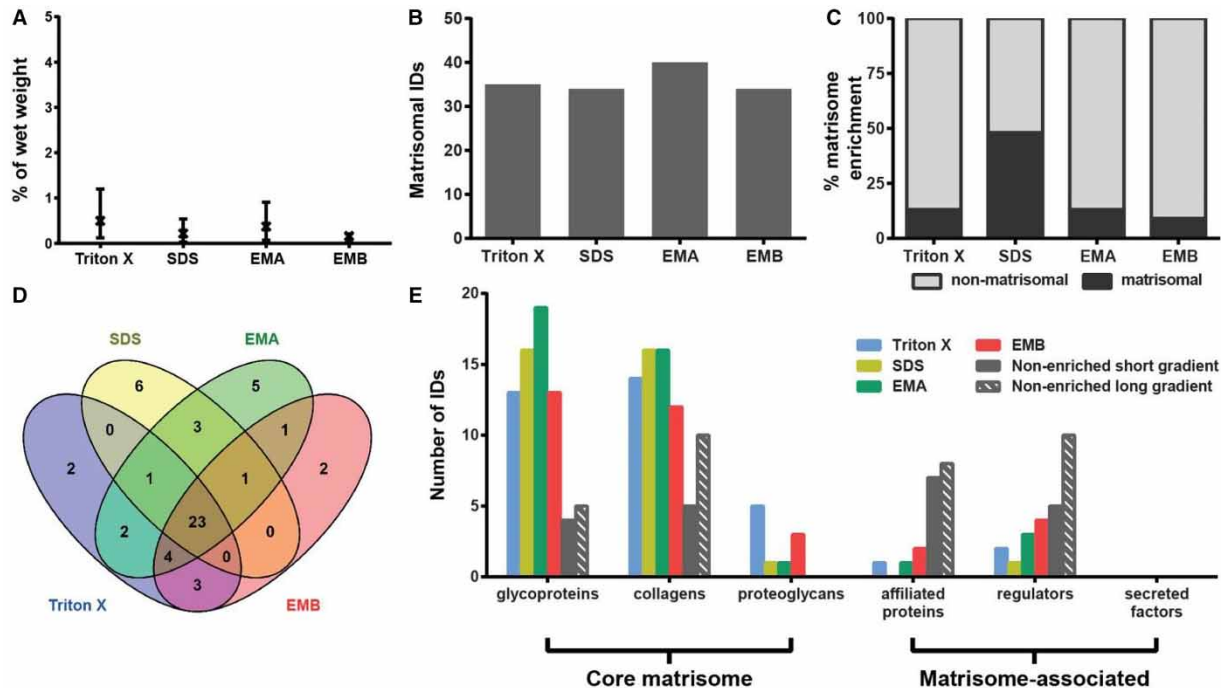 A
% of wet weight
5
4
3
2
1
0
Triton X SDS EMA EMB
B
Matrisomal IDs
50
40
30
20
10
0
Triton X SDS EMA EMB
C
% matrisome
enrichment
100
75
50
25
0
Triton X SDS EMA EMB
non-matrisomal matrisomal
D
SDS EMA
6 5
0 3 1
2 1 1 2
2 23 0
4 0
3
Triton X EMB
E
Number of IDs
20
15
10
5
0
Triton X
SDS
EMA
EMB
Non-enriched short gradient
Non-enriched long gradient
glycoproteins collagens proteoglycans affiliated proteins regulators secreted factors
Core matrisome Matrisome-associated